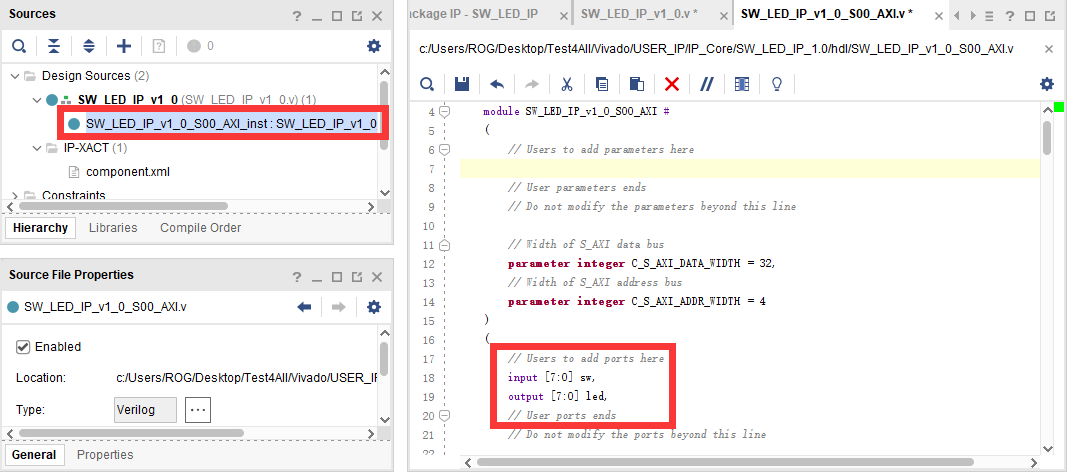 Sources
0
Design Sources (2)
SW_LED_IP_v1_0 (SW_LED_IP_v1_0.v) (1)
SW_LED_IP_v1_0_S00_AXI_inst : SW_LED_IP_v1_0
IP-XACT (1)
component.xml
Constraints
Hierarchy
Libraries
Compile Order
Source File Properties
SW_LED_IP_v1_0_S00_AXI.v
Enabled
Location: c:/Users/ROG/Desktop/Test4All/Vivado/USER_IF
Type: Verilog
General
Properties
ackage IP - SW_LED_IP
SW_LED_IP_v1_0.v *
SW_LED_IP_v1_0_S00_AXI.v *
c:/Users/ROG/Desktop/Test4All/Vivado/USER_IP/IP_Core/SW_LED_IP_1.0/hdl/SW_LED_IP_v1_0_S00_AXI.v
4 module SW_LED_IP_v1_0_S00_AXI #
5 (
6 // Users to add parameters here
7
8 // User parameters ends
9 // Do not modify the parameters beyond this line
10
11 // Width of S_AXI data bus
12 parameter integer C_S_AXI_DATA_WIDTH = 32,
13 // Width of S_AXI address bus
14 parameter integer C_S_AXI_ADDR_WIDTH = 4
15 )
16 (
17 // Users to add ports here
18 input [7:0] sw,
19 output [7:0] led,
20 // User ports ends
21 // Do not modify the ports beyond this line
22